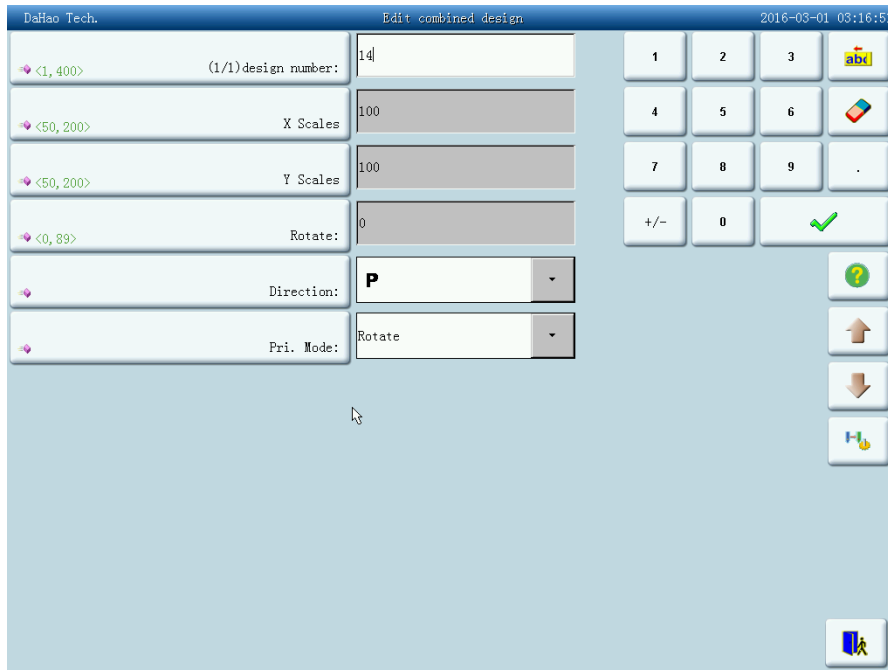 DaHao Tech. Edit combined design 2016-03-01 03:16:5
<1,400> (1/1)design number: 14 1 2 3 abc
<50,200> X Scales 100 4 5 6
<50,200> Y Scales 100 7 8 9 .
<0,89> Rotate: 0 +/- 0
Direction: P ?
Pri. Mode: Rotate